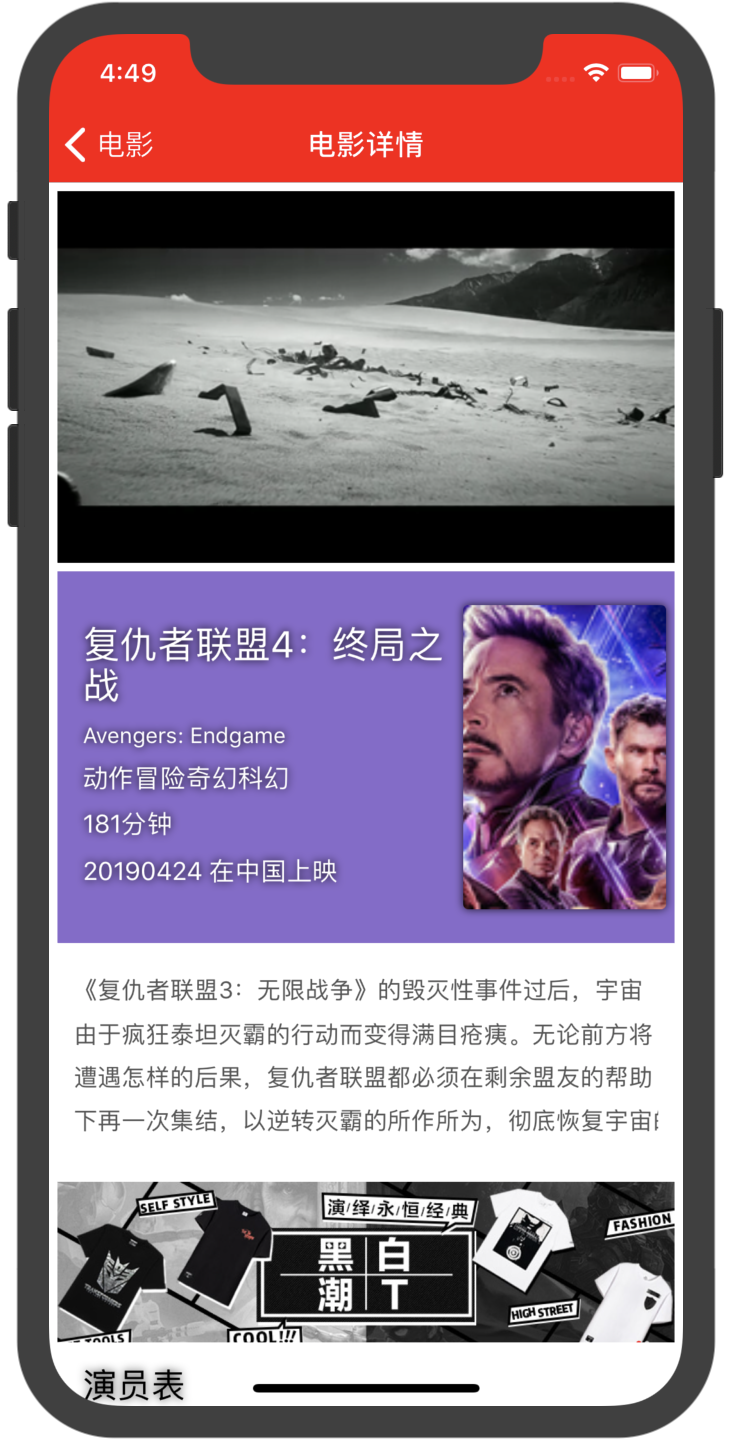 4:49
电影
电影详情
复仇者联盟4：终局之
战
Avengers: Endgame
动作冒险奇幻科幻
181分钟
20190424 在中国上映
《复仇者联盟3：无限战争》的毁灭性事件过后，宇宙
由于疯狂泰坦灭霸的行动而变得满目疮痍。无论前方将
遭遇怎样的后果，复仇者联盟都必须在剩余盟友的帮助
下再一次集结，以逆转灭霸的所作所为，彻底恢复宇宙
SELF STYLE
演/绎/永/恒/经/典
FASHION
黑白
潮T
TRANSFORMERS
HIGH STREET
TOOLS
COOL!!!
演员表